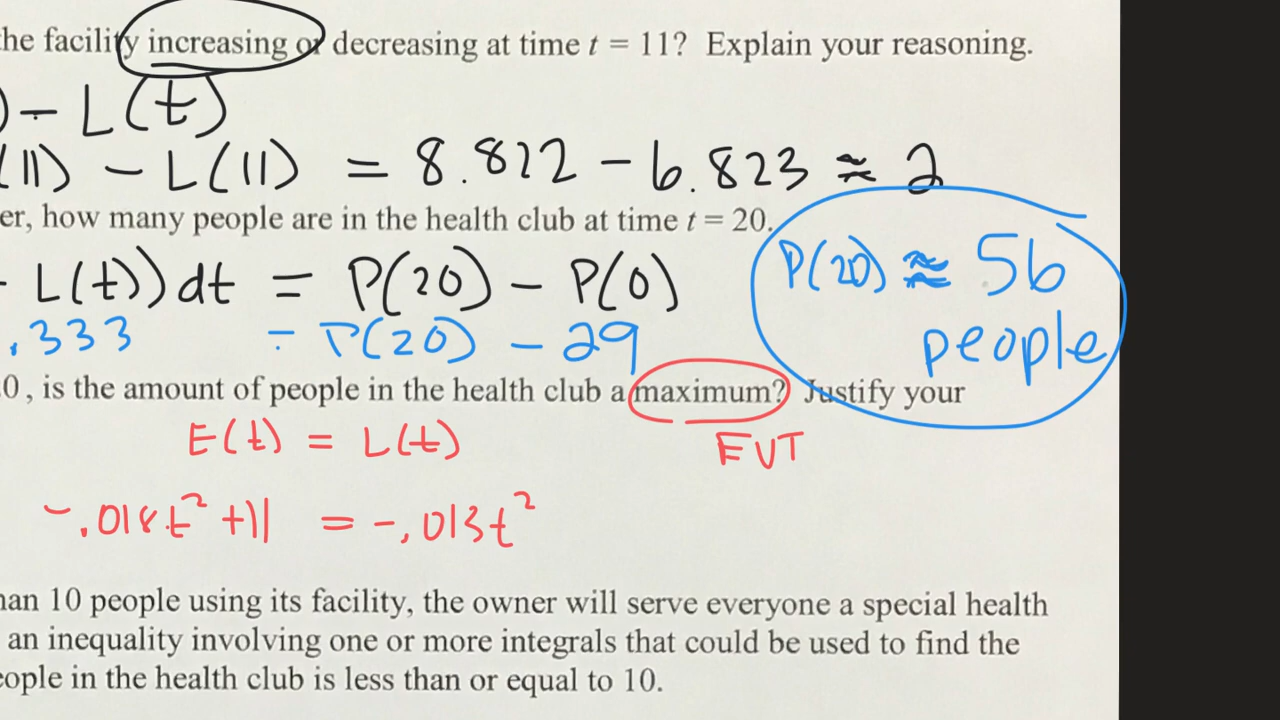 he facility increasing or decreasing at time t = 11? Explain your reasoning.
) - L(t)
(11) - L(11) = 8.822 - 6.823 ≈ 2
er, how many people are in the health club at time t = 20.
- L(t))dt = P(20) - P(0)
P(20) ≈ 56
people
.333 = P(20) - 29
0, is the amount of people in the health club a maximum? Justify your
E(t) = L(t)
EVT
-.018t² + 11 = -.013t²
han 10 people using its facility, the owner will serve everyone a special health
an inequality involving one or more integrals that could be used to find the
eople in the health club is less than or equal to 10.